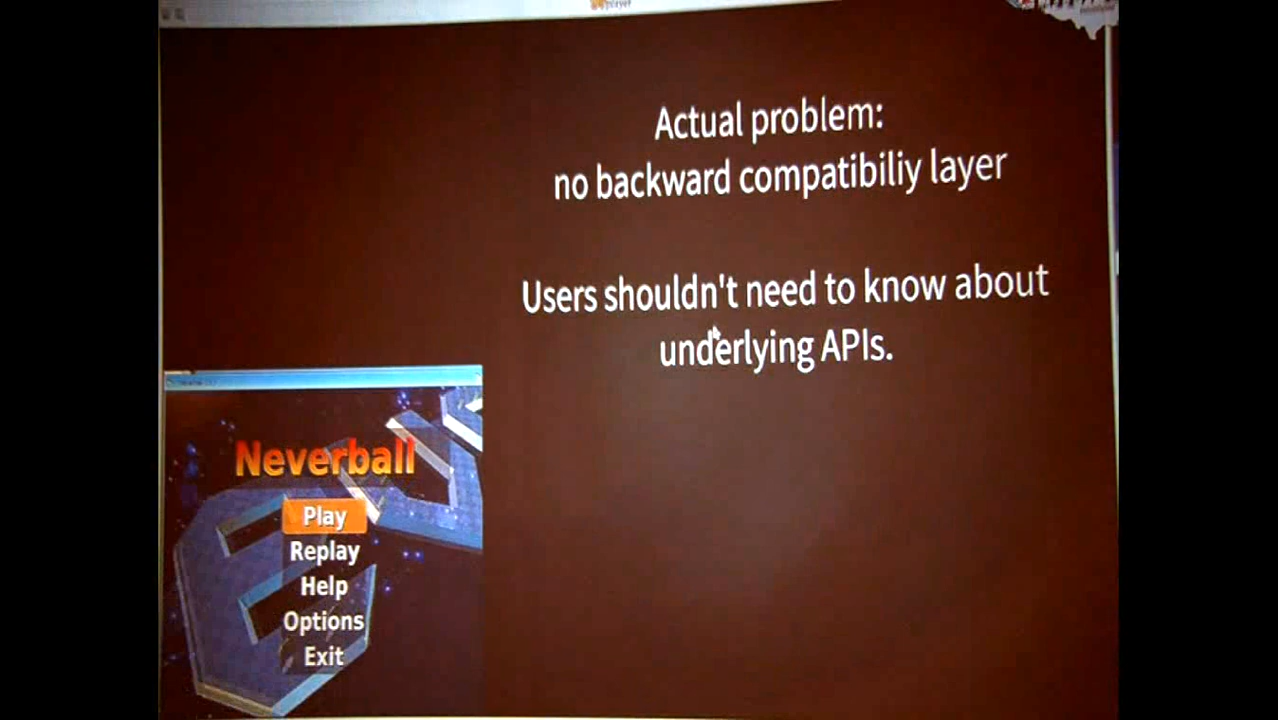 Actual problem:
no backward compatibiliy layer
Users shouldn't need to know about
underlying APIs.
Neverball
Play
Replay
Help
Options
Exit